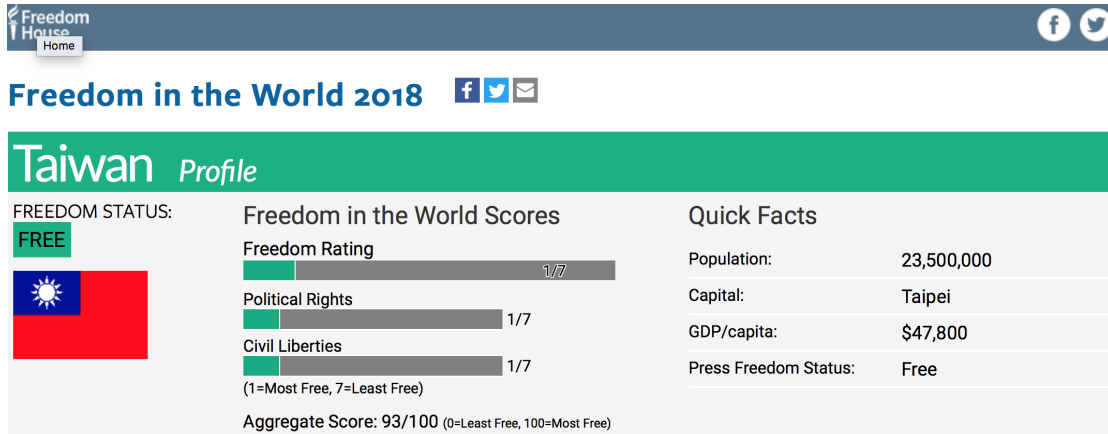 Freedom
House
Home
Freedom in the World 2018
Taiwan Profile
FREEDOM STATUS:
FREE
Freedom in the World Scores
Freedom Rating
1/7
Political Rights
1/7
Civil Liberties
1/7
(1=Most Free, 7=Least Free)
Aggregate Score: 93/100 (0=Least Free, 100=Most Free)
Quick Facts
Population: 23,500,000
Capital: Taipei
GDP/capita: $47,800
Press Freedom Status: Free